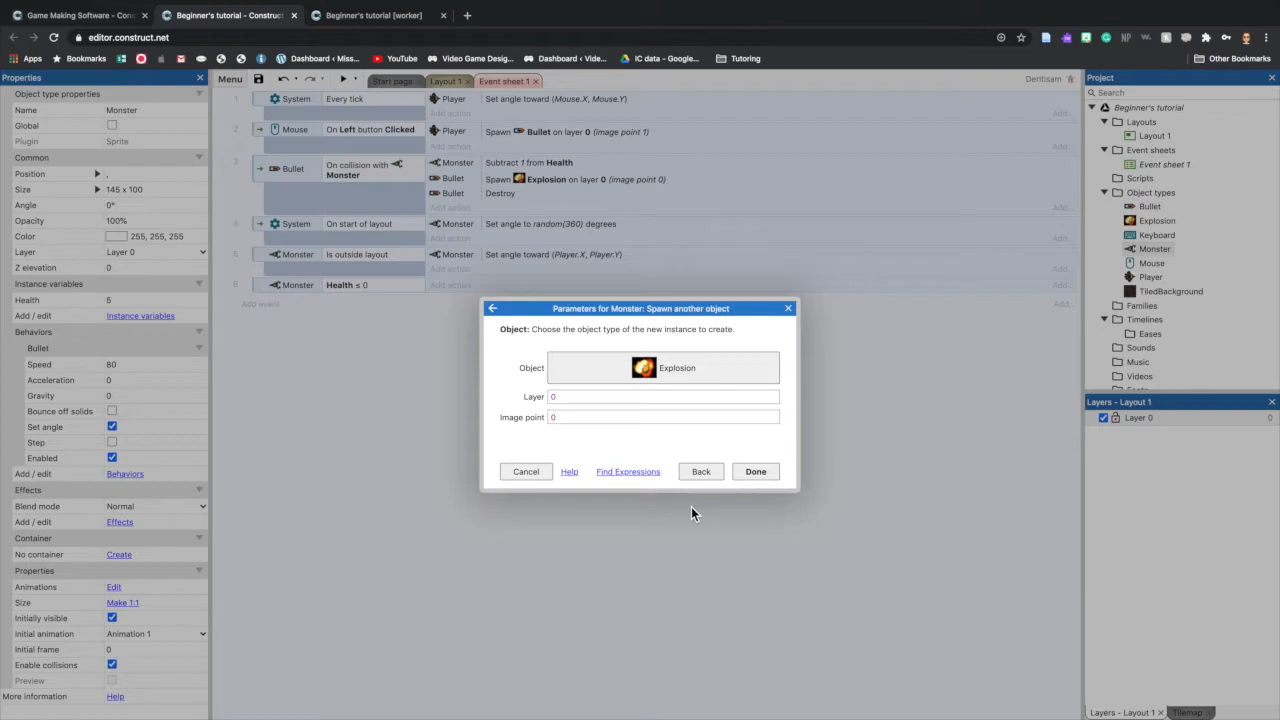 Game Making Software - Cons
Beginner's tutorial - Construct
Beginner's tutorial [worker]
editor.construct.net
Apps
Bookmarks
Dashboard ‹ Miss...
YouTube
Video Game Desig...
Dashboard ‹ Vide...
IC data - Google...
Tutoring
Other Bookmarks
Properties
Menu
Start page
Layout 1
Event sheet 1
Deritisam
Project
Object type properties
Name Monster
Global
Plugin Sprite
Common
Position ,
Size 145 x 100
Angle 0°
Opacity 100%
Color 255, 255, 255
Layer Layer 0
Z elevation 0
Instance variables
Health 5
Add / edit Instance variables
Behaviors
Bullet
Speed 80
Acceleration 0
Gravity 0
Bounce off solids
Set angle
Step
Enabled
Add / edit Behaviors
Effects
Blend mode Normal
Add / edit Effects
Container
No container Create
Properties
Animations Edit
Size Make 1:1
Initially visible
Initial animation Animation 1
Initial frame 0
Enable collisions
Preview
More information Help
1 System Every tick Player Set angle toward (Mouse.X, Mouse.Y)
Add action Add...
2 Mouse On Left button Clicked Player Spawn Bullet on layer 0 (image point 1)
Add action Add...
3 Bullet On collision with Monster
Monster Subtract 1 from Health
Bullet Spawn Explosion on layer 0 (image point 0)
Bullet Destroy
Add action Add...
4 System On start of layout Monster Set angle to random(360) degrees
Add action Add...
5 Monster Is outside layout Monster Set angle toward (Player.X, Player.Y)
Add action Add...
6 Monster Health ≤ 0 Add action Add...
Add event Add...
Parameters for Monster: Spawn another object
Object: Choose the object type of the new instance to create.
Object Explosion
Layer 0
Image point 0
Cancel Help Find Expressions Back Done
Search
Beginner's tutorial
Layouts
Layout 1
Event sheets
Event sheet 1
Scripts
Object types
Bullet
Explosion
Keyboard
Monster
Mouse
Player
TiledBackground
Families
Timelines
Eases
Sounds
Music
Videos
Layers - Layout 1
Layer 0 0
Layers - Layout 1
Tilemap